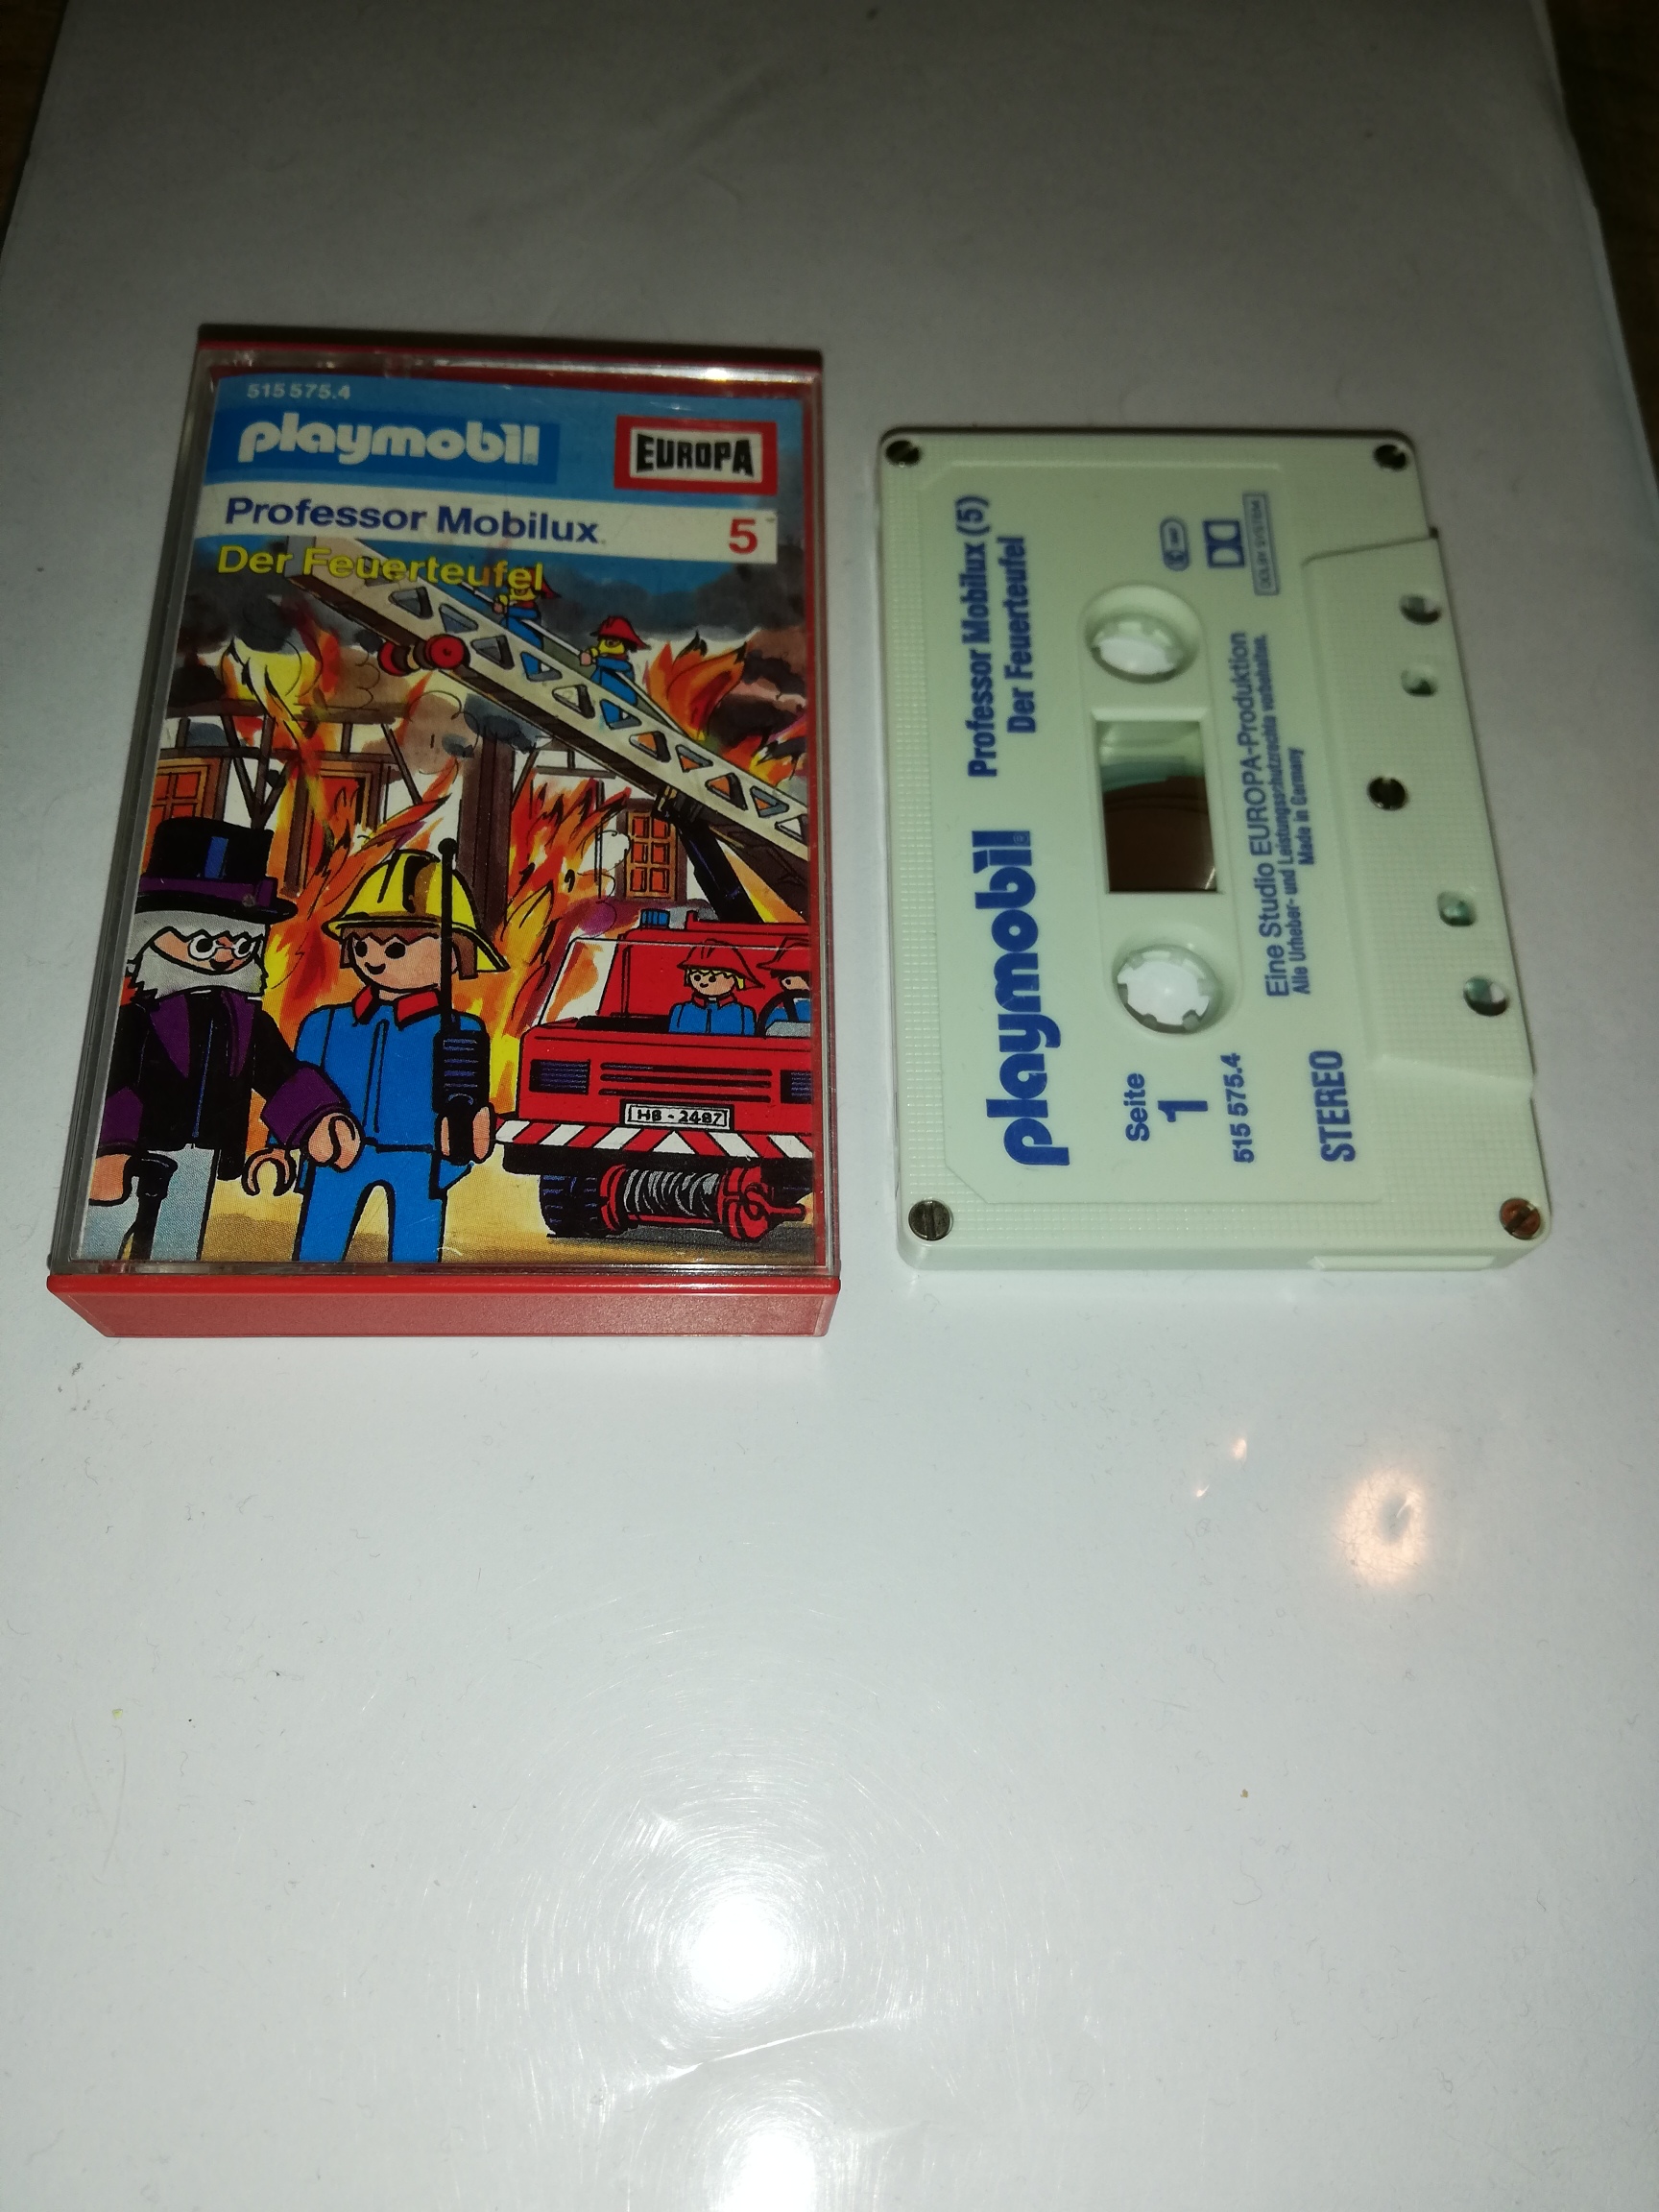 515 575.4
playmobil
EUROPA
Professor Mobilux 5
Der Feuerteufel
HB - 2487
playmobil Professor Mobilux (5)
Der Feuerteufel
Seite
1
515 575.4
DOLBY SYSTEM
STEREO
Eine Studio EUROPA-Produktion
Alle Urheber- und Leistungsschutzrechte vorbehalten.
Made in Germany